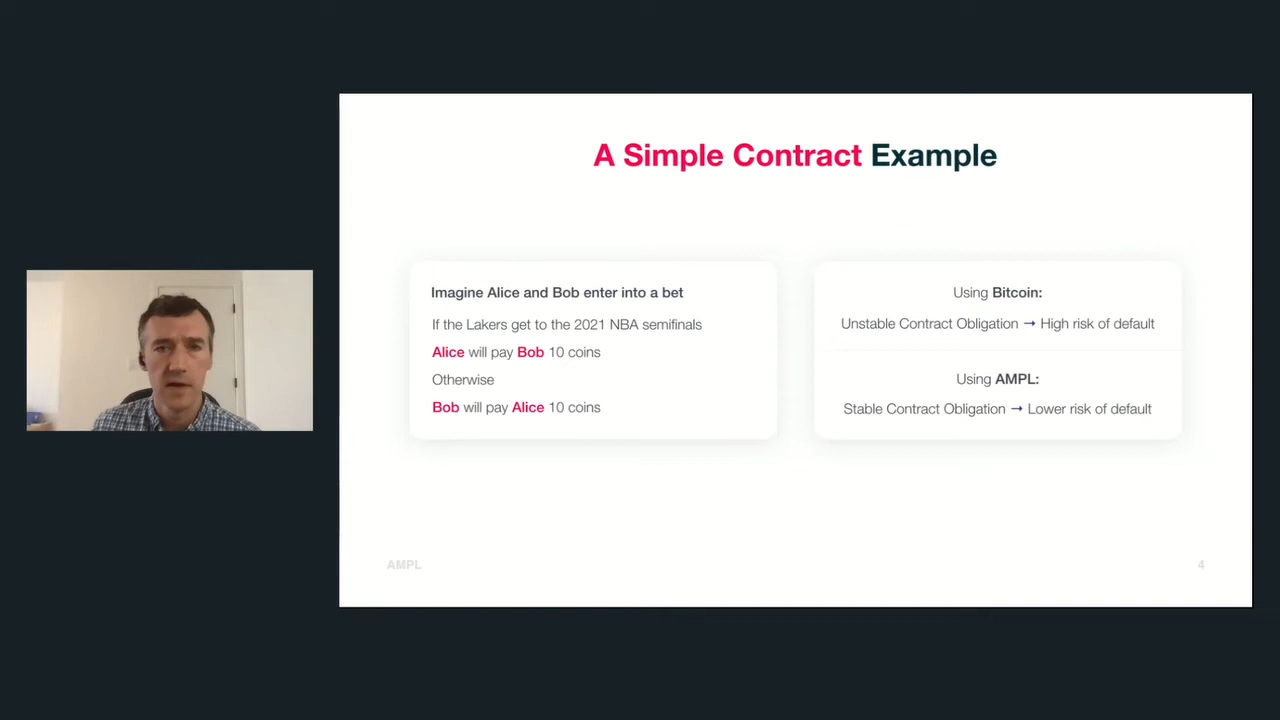 A Simple Contract Example
Imagine Alice and Bob enter into a bet
If the Lakers get to the 2021 NBA semifinals
Alice will pay Bob 10 coins
Otherwise
Bob will pay Alice 10 coins
Using Bitcoin:
Unstable Contract Obligation → High risk of default
Using AMPL:
Stable Contract Obligation → Lower risk of default
AMPL
4